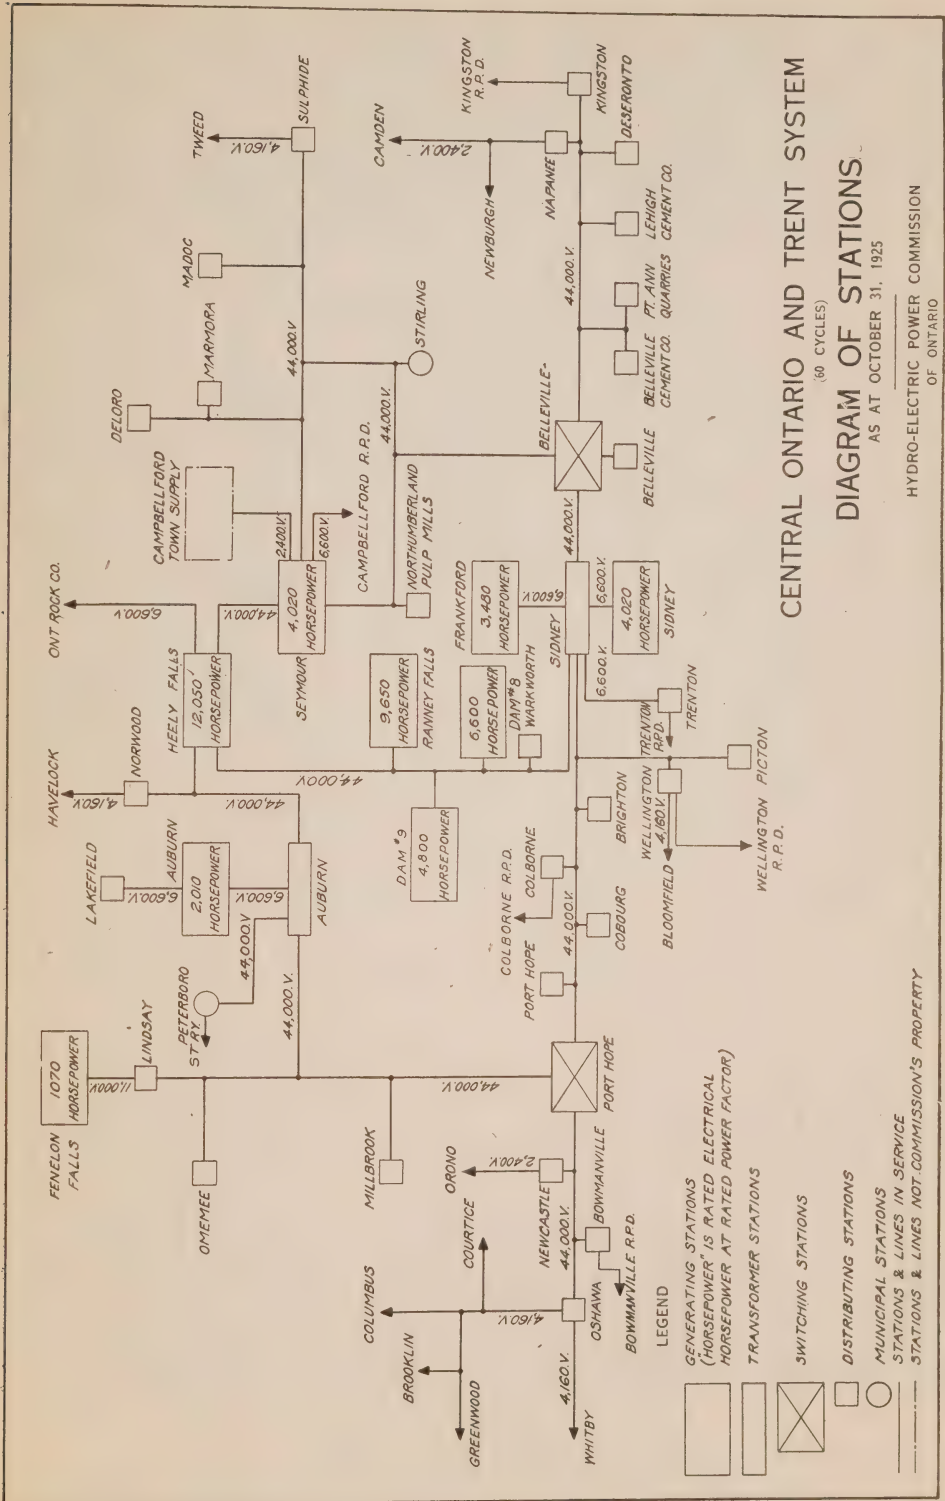 CENTRAL ONTARIO AND TRENT SYSTEM
(60 CYCLES)
DIAGRAM OF STATIONS.
AS AT OCTOBER 31, 1925
HYDRO-ELECTRIC POWER COMMISSION
OF ONTARIO
FENELON
FALLS
1070
HORSEPOWER
11,000V
LINDSAY
OMEMEE
PETERBORO
ST RY.
44,000V
44,000.V.
MILLBROOK
44,000.V.
LAKEFIELD
6,600.V.
AUBURN
2,010
HORSEPOWER
6,600.V.
AUBURN
HAVELOCK
4,160.V
NORWOOD
44,000.V
ONT ROCK CO.
6,600.V
HEELY FALLS
12,050
HORSEPOWER
44,000.V
44,000V
CAMPBELLFORD
TOWN SUPPLY
2,400.V.
4,020
HORSEPOWER
SEYMOUR
6,600.V.
CAMPBELLFORD R.P.D.
DELORO
MARMORA
MADOC
44,000.V
TWEED
4,160.V.
SULPHIDE
STIRLING
44,000.V.
NORTHUMBERLAND
PULP MILLS
9,650
HORSEPOWER
RANNEY FALLS
DAM #9
4,800
HORSEPOWER
6,600
HORSEPOWER
DAM #8
WARKWORTH
FRANKFORD
3,480
HORSEPOWER
6,600.V.
SIDNEY
6,600.V.
4,020
HORSEPOWER
SIDNEY
6,600.V.
TRENTON
TRENTON
R.P.D.
44,000.V.
BELLEVILLE
BELLEVILLE
BELLEVILLE
CEMENT CO.
PT. ANN
QUARRIES
44,000.V.
LEHIGH
CEMENT CO.
CAMDEN
2,400.V.
NEWBURGH
NAPANEE
DESERONTO
KINGSTON
R.P.D.
KINGSTON
COLUMBUS
COURTICE
BROOKLIN
GREENWOOD
4,160.V.
WHITBY
4,160.V.
OSHAWA
ORONO
2,400.V.
NEWCASTLE
44,000.V.
BOWMANVILLE
BOWMANVILLE R.P.D.
PORT HOPE
PORT HOPE
COLBORNE R.P.D.
COLBORNE
44,000.V.
COBOURG
BRIGHTON
WELLINGTON
4,160.V.
BLOOMFIELD
PICTON
WELLINGTON
R.P.D.
LEGEND
GENERATING STATIONS
("HORSEPOWER" IS RATED ELECTRICAL
HORSEPOWER AT RATED POWER FACTOR)
TRANSFORMER STATIONS
SWITCHING STATIONS
DISTRIBUTING STATIONS
MUNICIPAL STATIONS
STATIONS & LINES IN SERVICE
STATIONS & LINES NOT COMMISSION'S PROPERTY